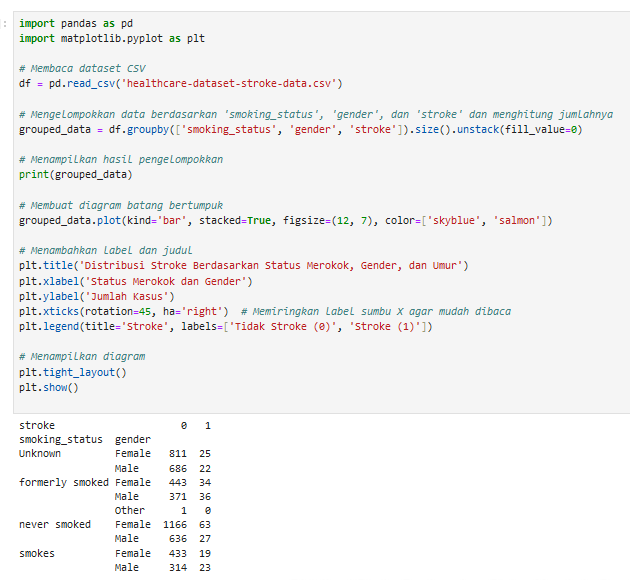 import pandas as pd
import matplotlib.pyplot as plt
# Membaca dataset CSV
df = pd.read_csv('healthcare-dataset-stroke-data.csv')
# Mengelompokkan data berdasarkan 'smoking_status', 'gender', dan 'stroke' dan menghitung jumlahnya
grouped_data = df.groupby(['smoking_status', 'gender', 'stroke']).size().unstack(fill_value=0)
# Menampilkan hasil pengelompokkan
print(grouped_data)
# Membuat diagram batang bertumpuk
grouped_data.plot(kind='bar', stacked=True, figsize=(12, 7), color=['skyblue', 'salmon'])
# Menambahkan label dan judul
plt.title('Distribusi Stroke Berdasarkan Status Merokok, Gender, dan Umur')
plt.xlabel('Status Merokok dan Gender')
plt.ylabel('Jumlah Kasus')
plt.xticks(rotation=45, ha='right')  # Memiringkan label sumbu X agar mudah dibaca
plt.legend(title='Stroke', labels=['Tidak Stroke (0)', 'Stroke (1)'])
# Menampilkan diagram
plt.tight_layout()
plt.show()
stroke 0 1
smoking_status gender
Unknown Female 811 25
Male 686 22
formerly smoked Female 443 34
Male 371 36
Other 1 0
never smoked Female 1166 63
Male 636 27
smokes Female 433 19
Male 314 23